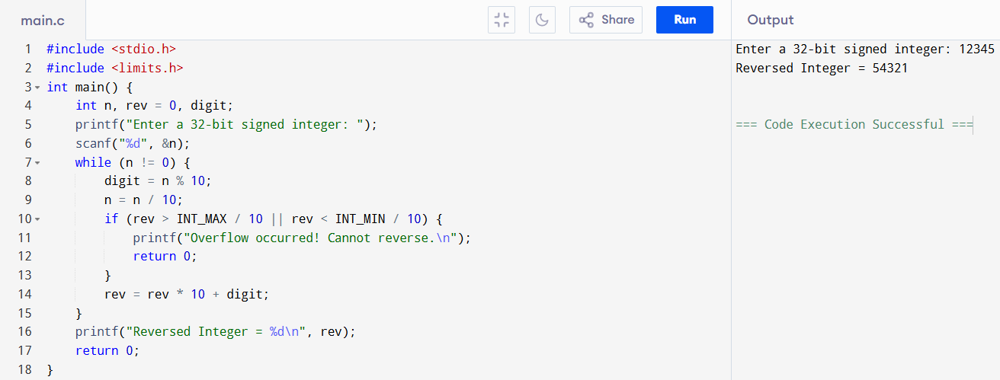 main.c
Share
Run
Output
1 #include <stdio.h>
2 #include <limits.h>
3 int main() {
4     int n, rev = 0, digit;
5     printf("Enter a 32-bit signed integer: ");
6     scanf("%d", &n);
7     while (n != 0) {
8         digit = n % 10;
9         n = n / 10;
10         if (rev > INT_MAX / 10 || rev < INT_MIN / 10) {
11             printf("Overflow occurred! Cannot reverse.\n");
12             return 0;
13         }
14         rev = rev * 10 + digit;
15     }
16     printf("Reversed Integer = %d\n", rev);
17     return 0;
18 }
Enter a 32-bit signed integer: 12345
Reversed Integer = 54321
=== Code Execution Successful ===